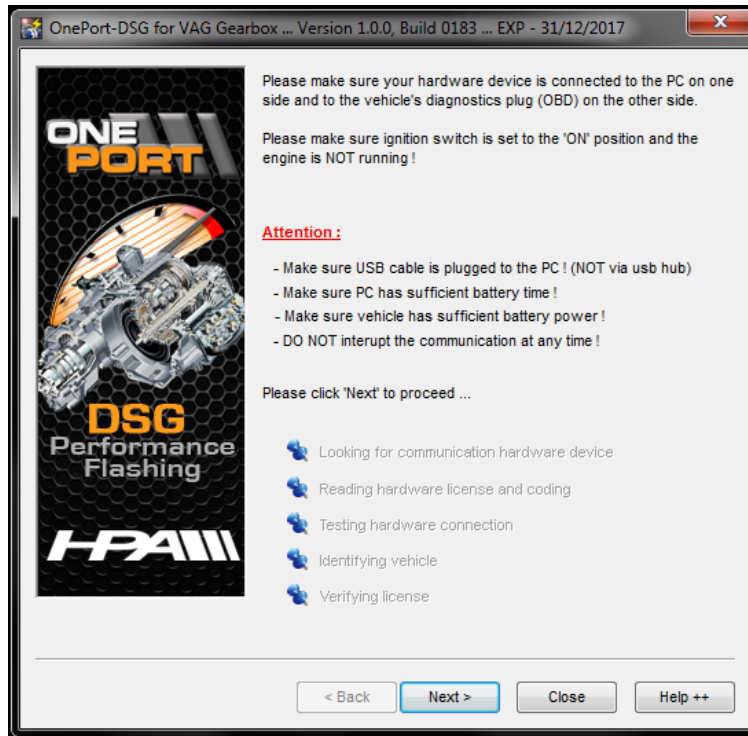 OnePort-DSG for VAG Gearbox ... Version 1.0.0, Build 0183 ... EXP - 31/12/2017
ONE
PORT
DSG
Performance
Flashing
HPA
Please make sure your hardware device is connected to the PC on one
side and to the vehicle's diagnostics plug (OBD) on the other side.
Please make sure ignition switch is set to the 'ON' position and the
engine is NOT running !
Attention :
- Make sure USB cable is plugged to the PC ! (NOT via usb hub)
- Make sure PC has sufficient battery time !
- Make sure vehicle has sufficient battery power !
- DO NOT interupt the communication at any time !
Please click 'Next' to proceed ...
Looking for communication hardware device
Reading hardware license and coding
Testing hardware connection
Identifying vehicle
Verifying license
< Back
Next >
Close
Help ++